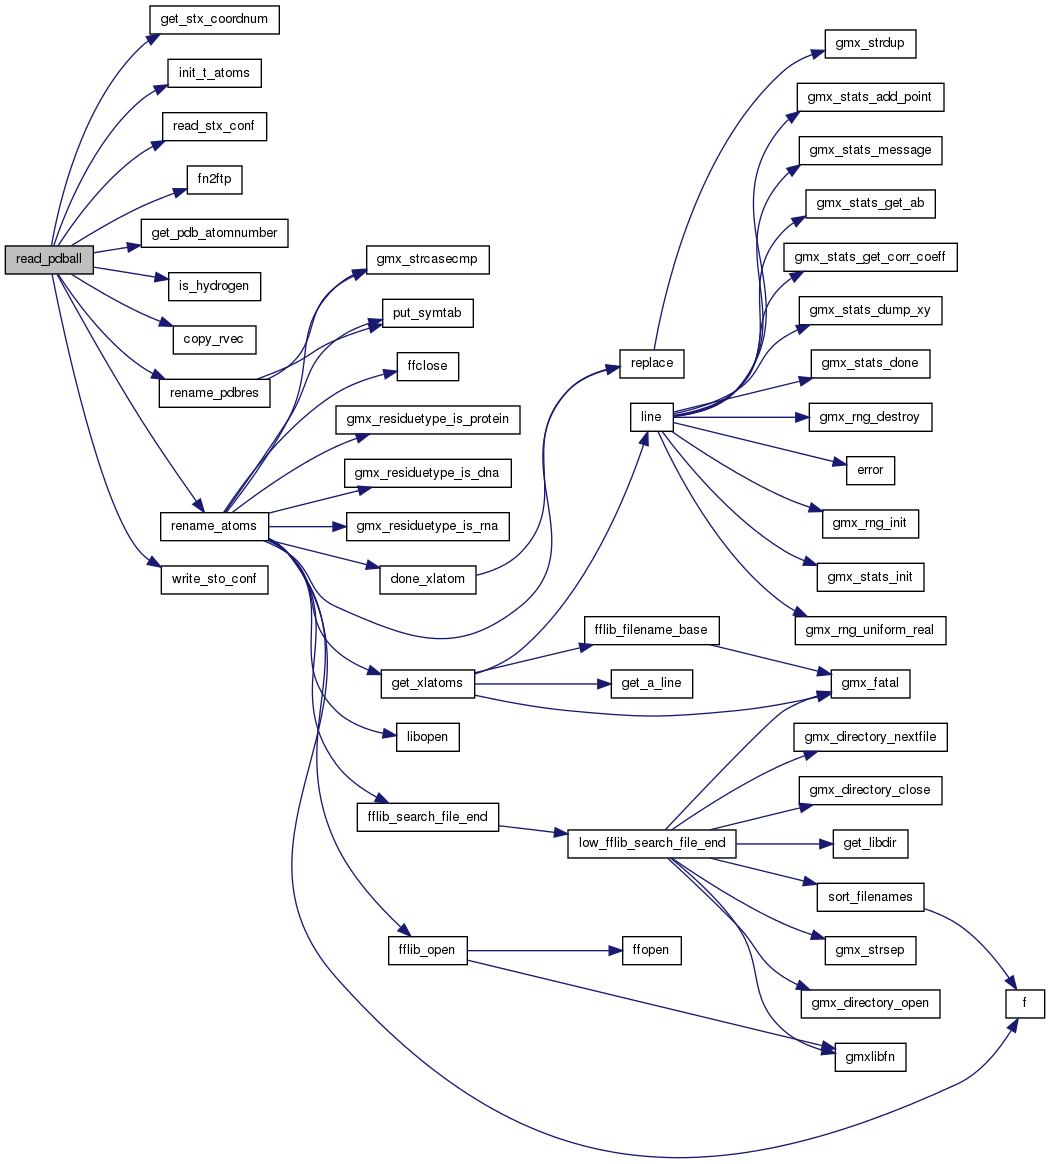 get_stx_coordnum
init_t_atoms
read_stx_conf
fn2ftp
get_pdb_atomnumber
read_pdball
is_hydrogen
copy_rvec
rename_pdbres
rename_atoms
write_sto_conf
gmx_strcasecmp
put_symtab
ffclose
gmx_residuetype_is_protein
gmx_residuetype_is_dna
gmx_residuetype_is_rna
done_xlatom
get_xlatoms
libopen
fflib_search_file_end
fflib_open
replace
line
fflib_filename_base
get_a_line
low_fflib_search_file_end
ffopen
gmx_strdup
gmx_stats_add_point
gmx_stats_message
gmx_stats_get_ab
gmx_stats_get_corr_coeff
gmx_stats_dump_xy
gmx_stats_done
gmx_rng_destroy
error
gmx_rng_init
gmx_stats_init
gmx_rng_uniform_real
gmx_fatal
gmx_directory_nextfile
gmx_directory_close
get_libdir
sort_filenames
gmx_strsep
gmx_directory_open
gmxlibfn
f